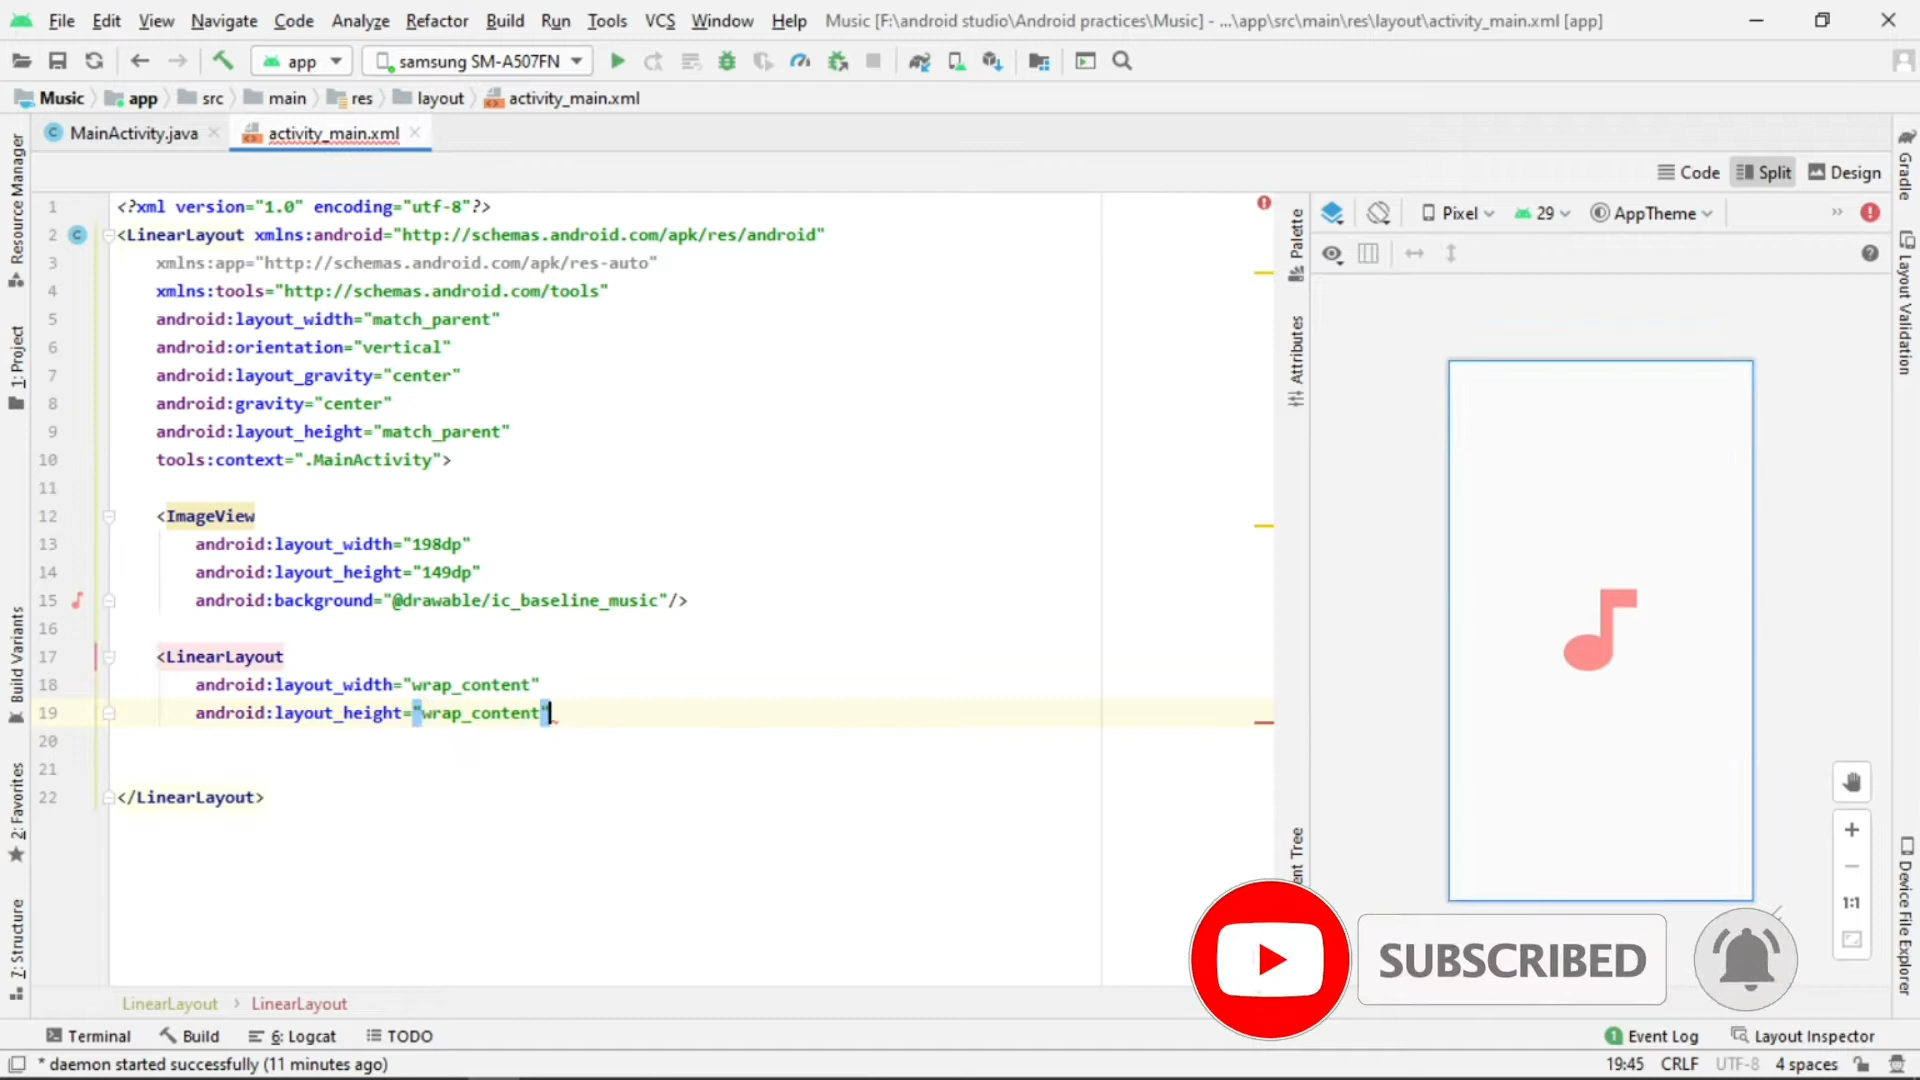 File Edit View Navigate Code Analyze Refactor Build Run Tools VCS Window Help Music [F:\android studio\Android practices\Music] - ...\app\src\main\res\layout\activity_main.xml [app]
app samsung SM-A507FN
Music app src main res layout activity_main.xml
MainActivity.java activity_main.xml
Code Split Design
Pixel 29 AppTheme
Resource Manager
1: Project
Build Variants
2: Favorites
7: Structure
1 <?xml version="1.0" encoding="utf-8"?>
2 <LinearLayout xmlns:android="http://schemas.android.com/apk/res/android"
3 xmlns:app="http://schemas.android.com/apk/res-auto"
4 xmlns:tools="http://schemas.android.com/tools"
5 android:layout_width="match_parent"
6 android:orientation="vertical"
7 android:layout_gravity="center"
8 android:gravity="center"
9 android:layout_height="match_parent"
10 tools:context=".MainActivity">
11
12 <ImageView
13 android:layout_width="198dp"
14 android:layout_height="149dp"
15 android:background="@drawable/ic_baseline_music"/>
16
17 <LinearLayout
18 android:layout_width="wrap_content"
19 android:layout_height="wrap_content"
20
21
22 </LinearLayout>
Palette
Attributes
ent Tree
Gradle
Layout Validation
Device File Explorer
1:1
SUBSCRIBED
LinearLayout LinearLayout
Terminal Build 6: Logcat TODO
1 Event Log Layout Inspector
* daemon started successfully (11 minutes ago)
19:45 CRLF UTF-8 4 spaces